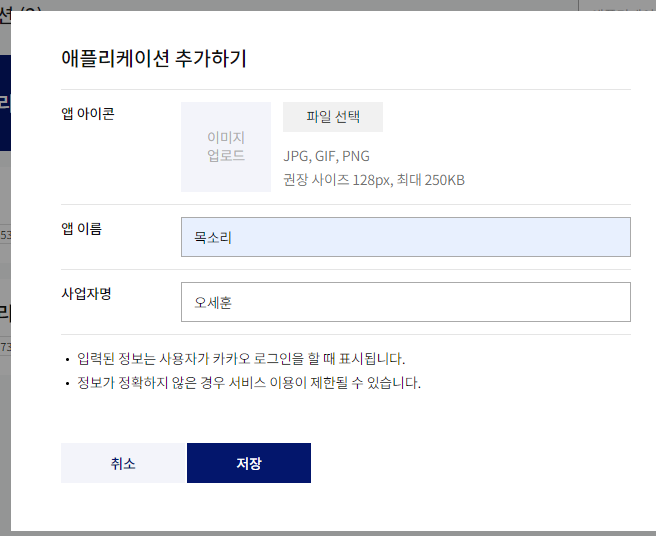 애플리케이션 추가하기
앱 아이콘
이미지
업로드
파일 선택
JPG, GIF, PNG
권장 사이즈 128px, 최대 250KB
앱 이름
목소리
사업자명
오세훈
• 입력된 정보는 사용자가 카카오 로그인을 할 때 표시됩니다.
• 정보가 정확하지 않은 경우 서비스 이용이 제한될 수 있습니다.
취소
저장